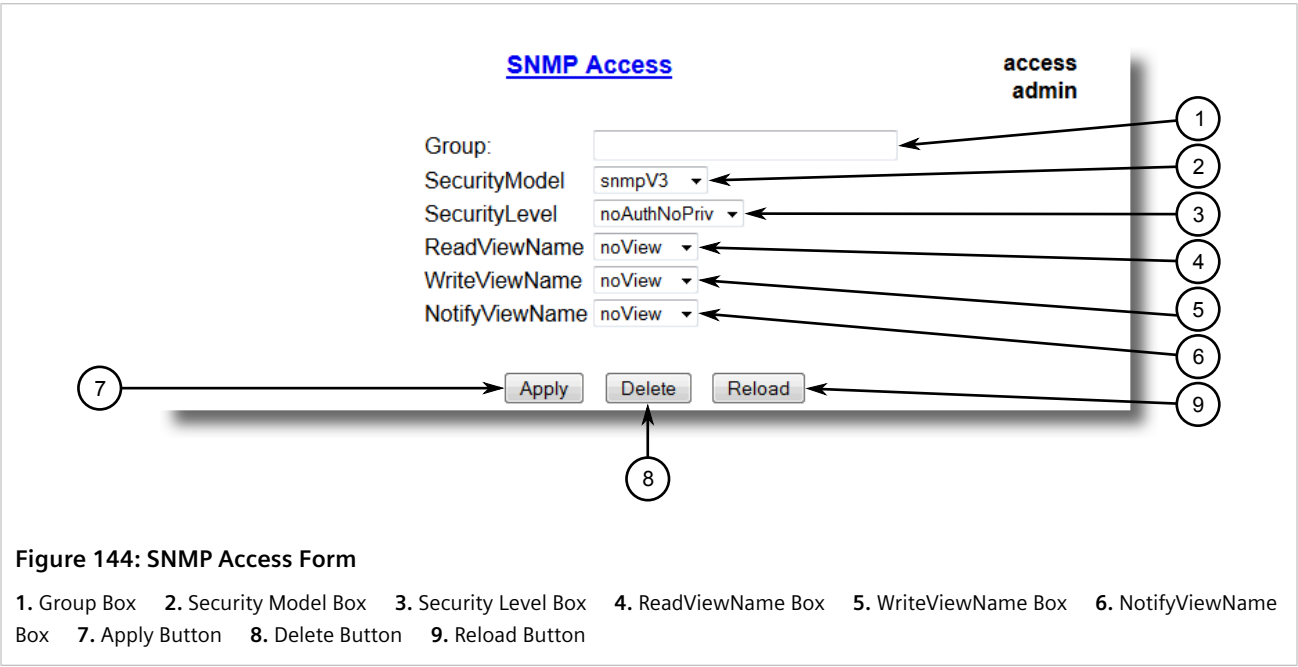 SNMP Access
access
admin
Group:
1
SecurityModel snmpV3
2
SecurityLevel noAuthNoPriv
3
ReadViewName noView
4
WriteViewName noView
5
NotifyViewName noView
6
7
Apply Delete Reload
9
8
Figure 144: SNMP Access Form
1. Group Box 2. Security Model Box 3. Security Level Box 4. ReadViewName Box 5. WriteViewName Box 6. NotifyViewName
Box 7. Apply Button 8. Delete Button 9. Reload Button